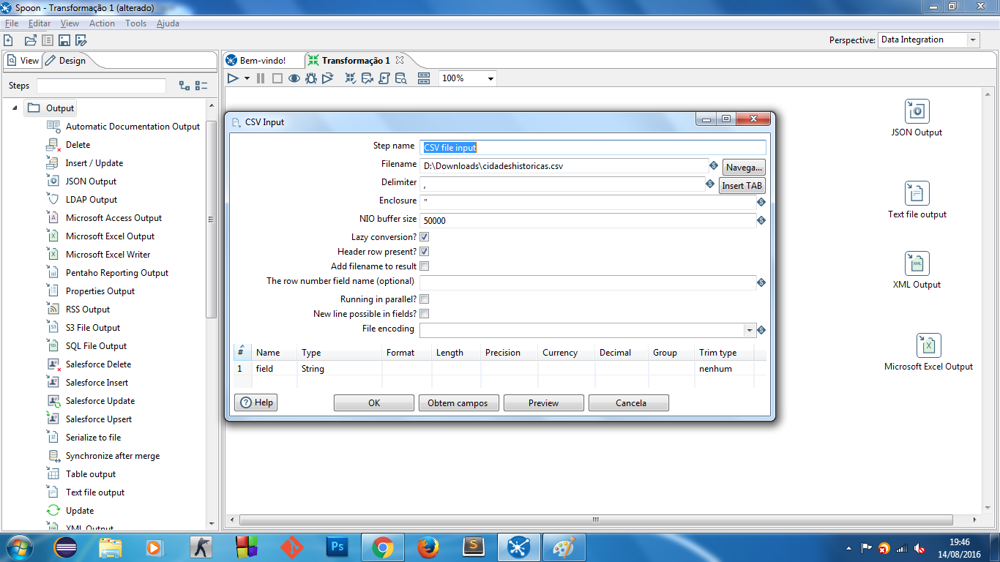 Spoon - Transformação 1 (alterado)
File Editar View Action Tools Ajuda
Perspective: Data Integration
View Design
Bem-vindo! Transformação 1
Steps
100%
Output
Automatic Documentation Output
Delete
Insert / Update
JSON Output
LDAP Output
Microsoft Access Output
Microsoft Excel Output
Microsoft Excel Writer
Pentaho Reporting Output
Properties Output
RSS Output
S3 File Output
SQL File Output
Salesforce Delete
Salesforce Insert
Salesforce Update
Salesforce Upsert
Serialize to file
Synchronize after merge
Table output
Text file output
Update
XML Output
CSV Input
Step name CSV file input
Filename D:\Downloads\cidadeshistoricas.csv Navega...
Delimiter , Insert TAB
Enclosure "
NIO buffer size 50000
Lazy conversion?
Header row present?
Add filename to result
The row number field name (optional)
Running in parallel?
New line possible in fields?
File encoding
# Name Type Format Length Precision Currency Decimal Group Trim type
1 field String nenhum
Help OK Obtem campos Preview Cancela
JSON Output
Text file output
XML
XML Output
Microsoft Excel Output
Ps
19:46
14/08/2016